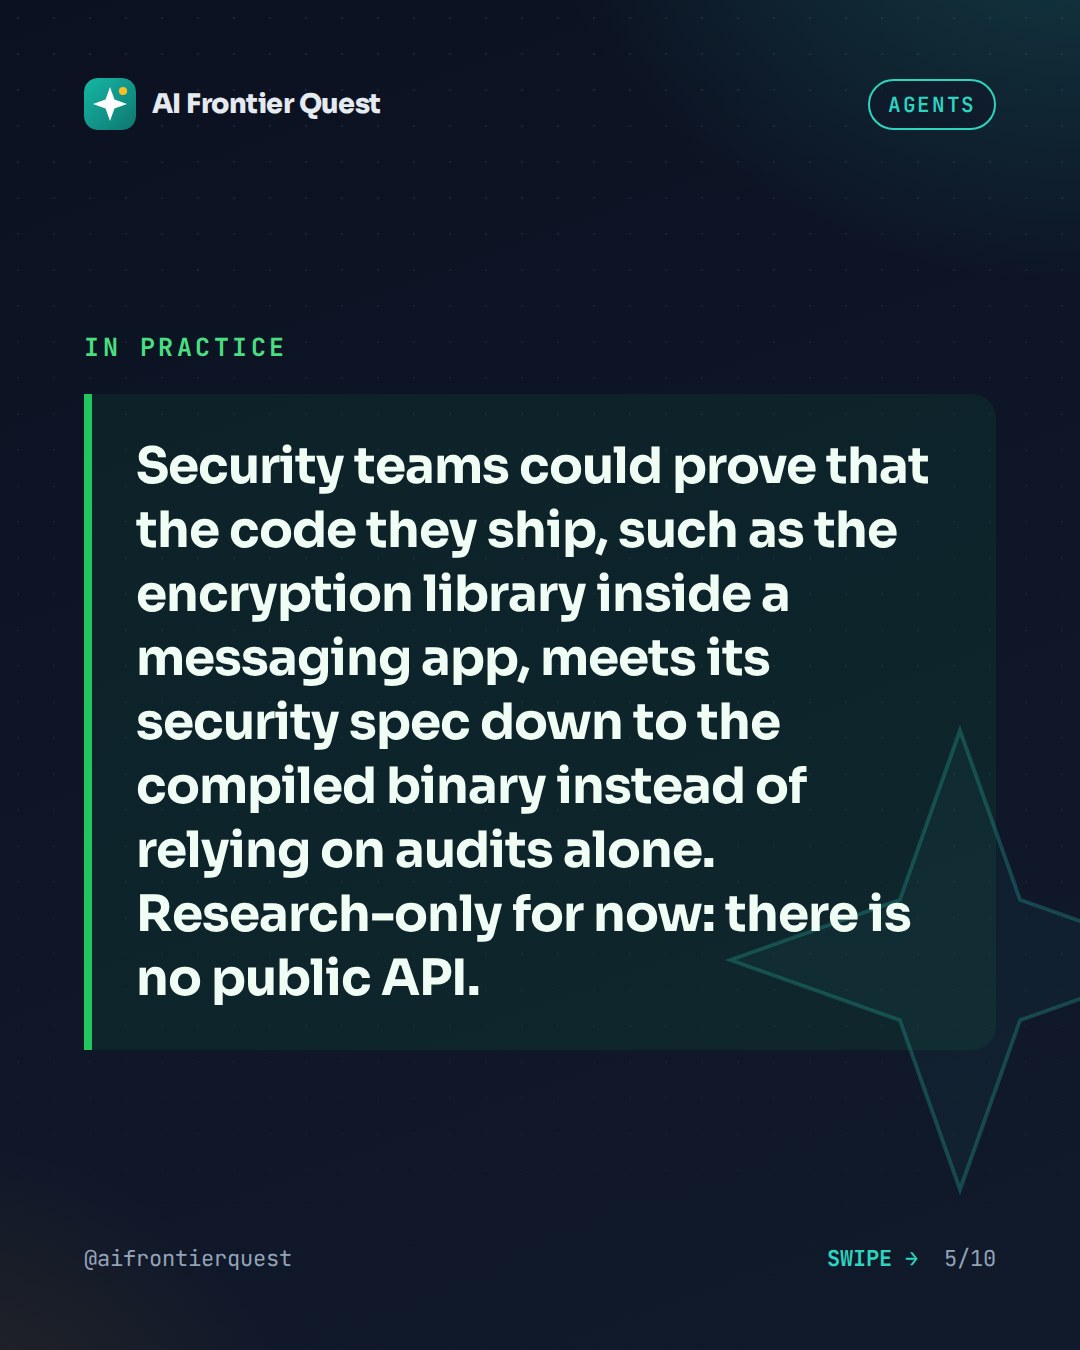 AI Frontier Quest
AGENTS
IN PRACTICE
Security teams could prove that
the code they ship, such as the
encryption library inside a
messaging app, meets its
security spec down to the
compiled binary instead of
relying on audits alone.
Research-only for now: there is
no public API.
@aifrontierquest
SWIPE → 5/10